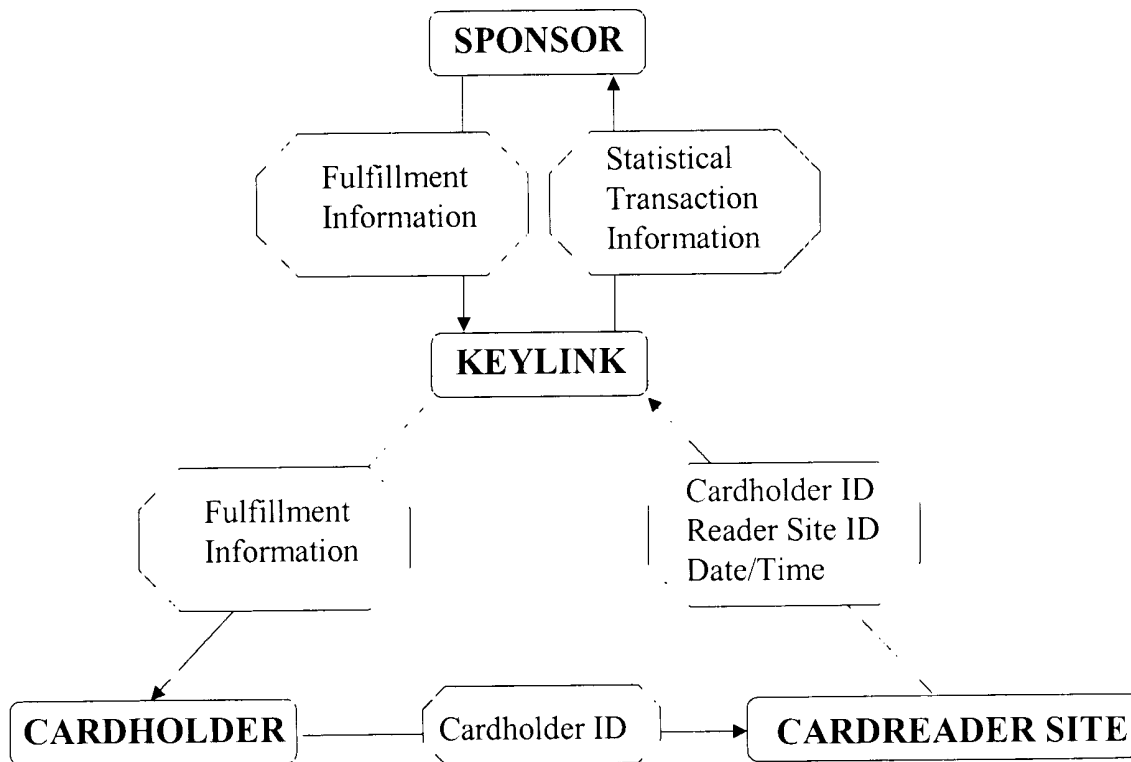 SPONSOR
Fulfillment
Information
Statistical
Transaction
Information
KEYLINK
Fulfillment
Information
Cardholder ID
Reader Site ID
Date/Time
CARDHOLDER
Cardholder ID
CARDREADER SITE